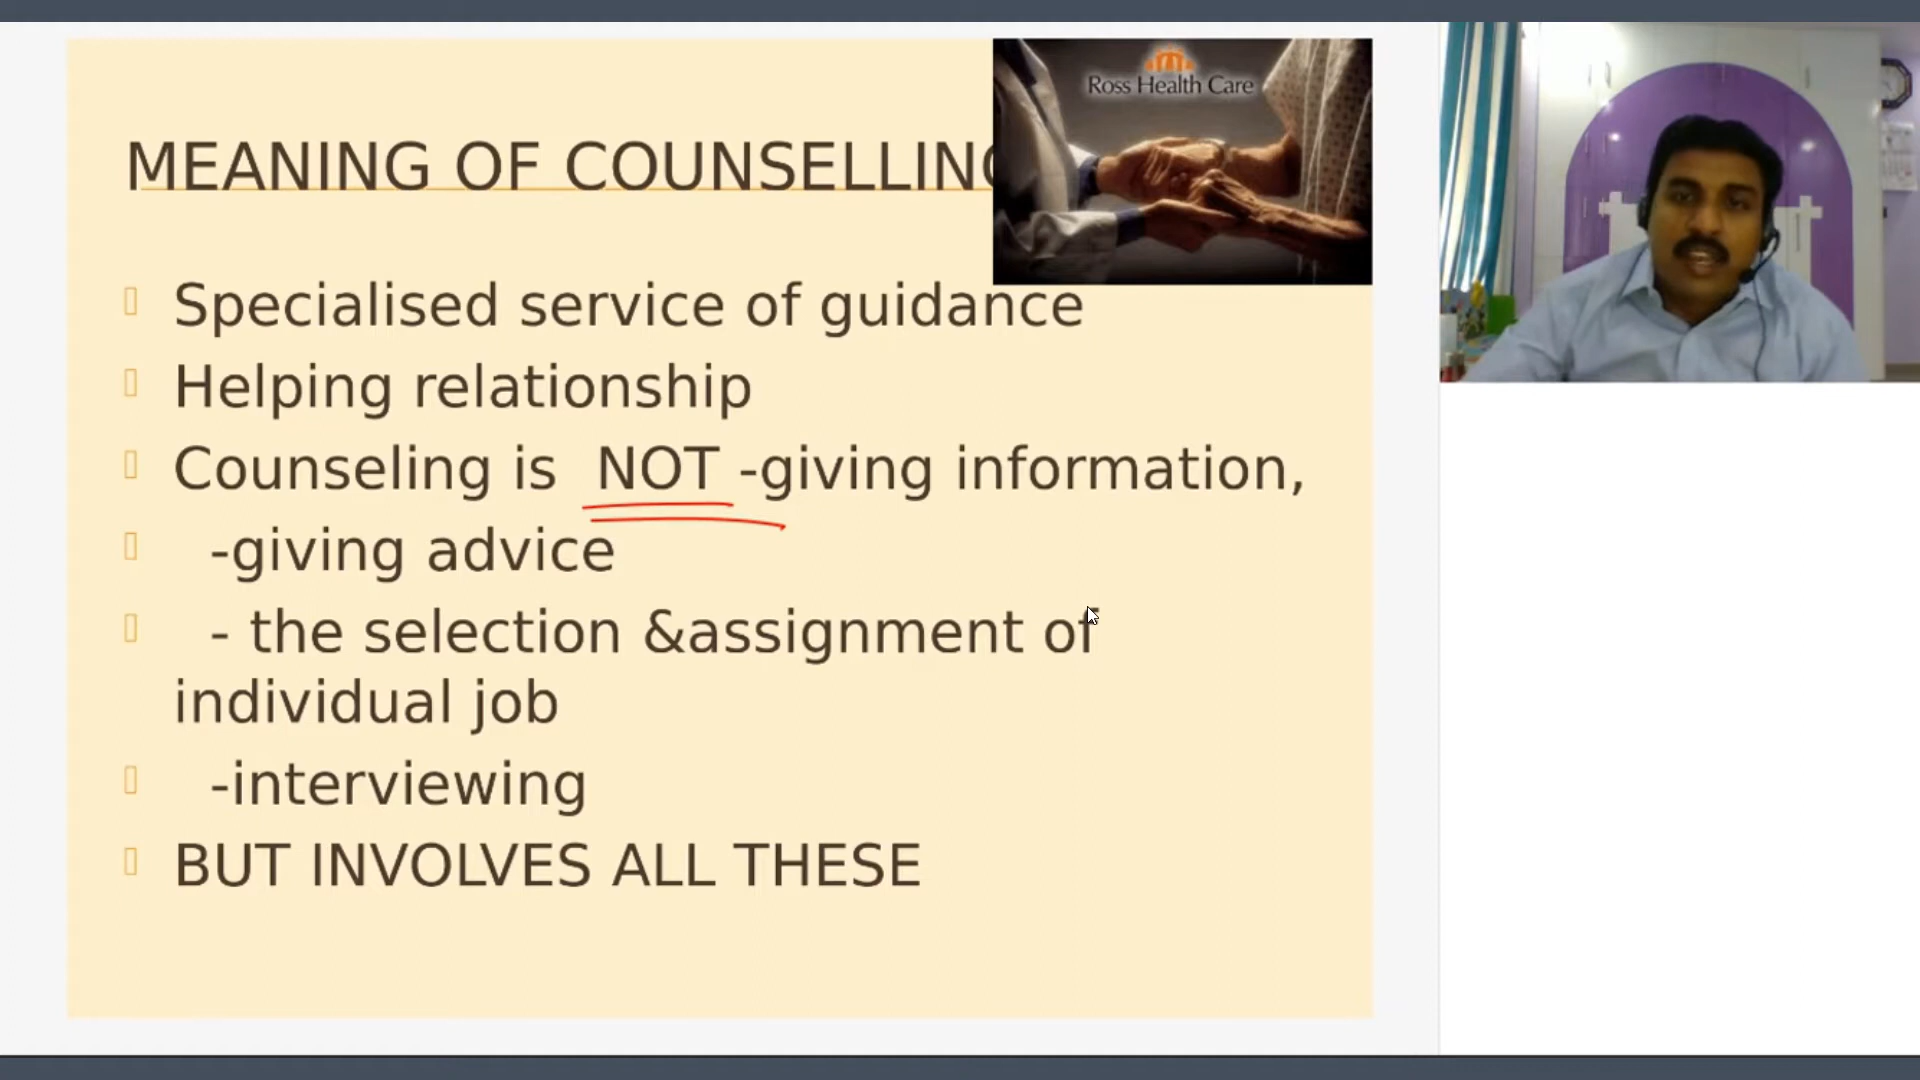 MEANING OF COUNSELLING
Ross Health Care
Specialised service of guidance
Helping relationship
Counseling is NOT -giving information,
-giving advice
- the selection &assignment of
individual job
-interviewing
BUT INVOLVES ALL THESE